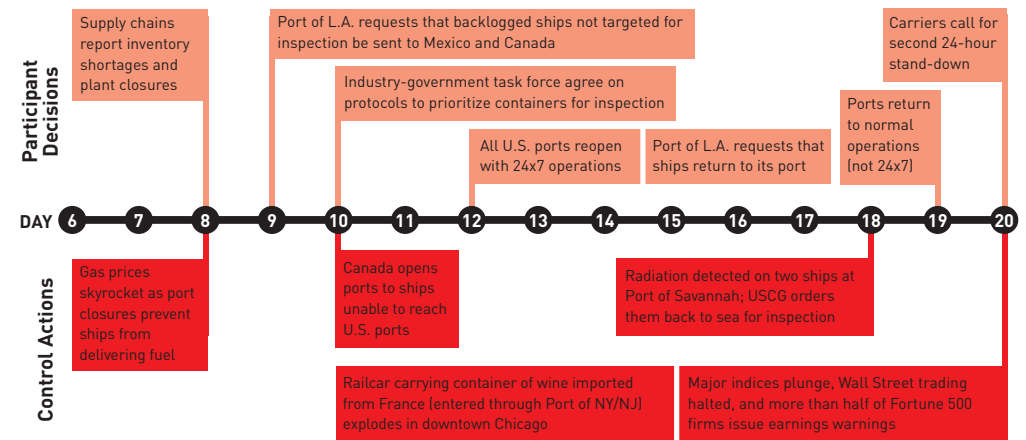 Supply chains
report inventory
shortages and
plant closures
Port of L.A. requests that backlogged ships not targeted for
inspection be sent to Mexico and Canada
Carriers call for
second 24-hour
stand-down
Industry-government task force agree on
protocols to prioritize containers for inspection
Ports return
to normal
operations
(not 24x7)
All U.S. ports reopen
with 24x7 operations
Port of L.A. requests that
ships return to its port
Participant
Decisions
DAY 6 7 8 9 10 11 12 13 14 15 16 17 18 19 20
Control Actions
Gas prices
skyrocket as port
closures prevent
ships from
delivering fuel
Canada opens
ports to ships
unable to reach
U.S. ports
Radiation detected on two ships at
Port of Savannah; USCG orders
them back to sea for inspection
Railcar carrying container of wine imported
from France (entered through Port of NY/NJ)
explodes in downtown Chicago
Major indices plunge, Wall Street trading
halted, and more than half of Fortune 500
firms issue earnings warnings